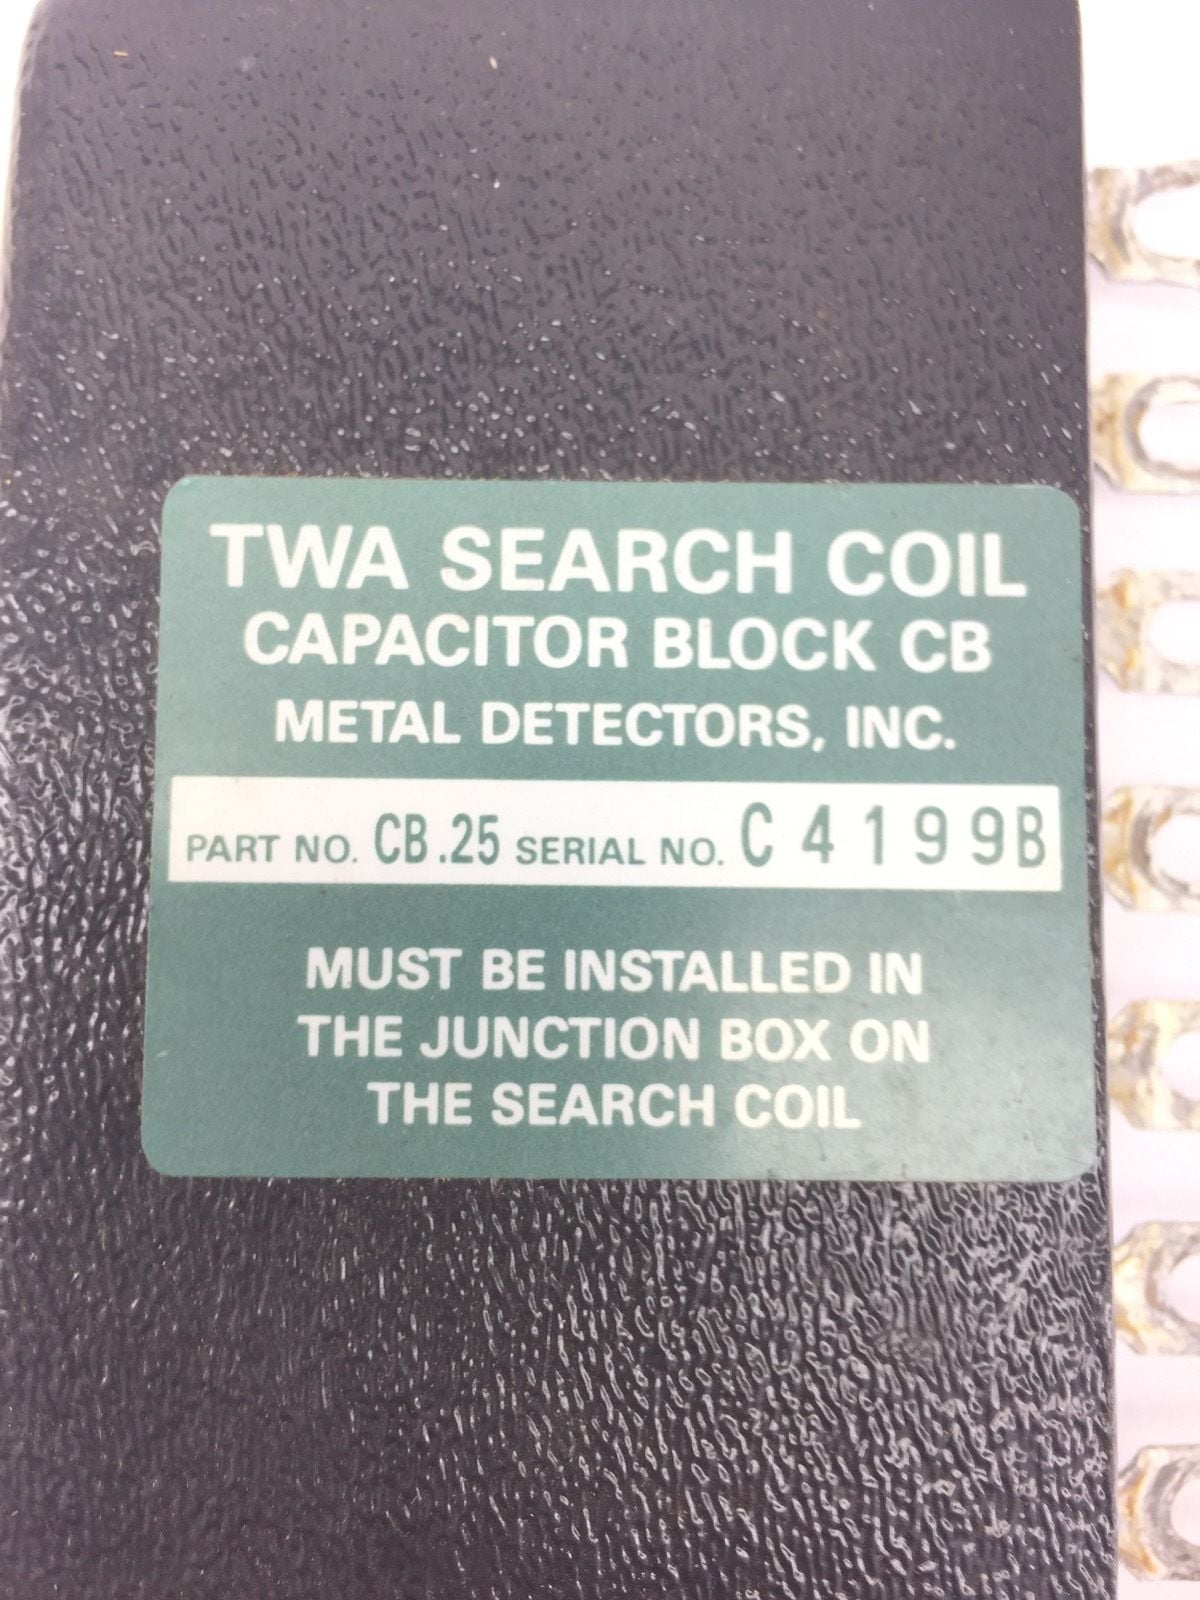 TWA SEARCH COIL
CAPACITOR BLOCK CB
METAL DETECTORS, INC.
PART NO. CB.25 SERIAL NO. C4199B
MUST BE INSTALLED IN
THE JUNCTION BOX ON
THE SEARCH COIL